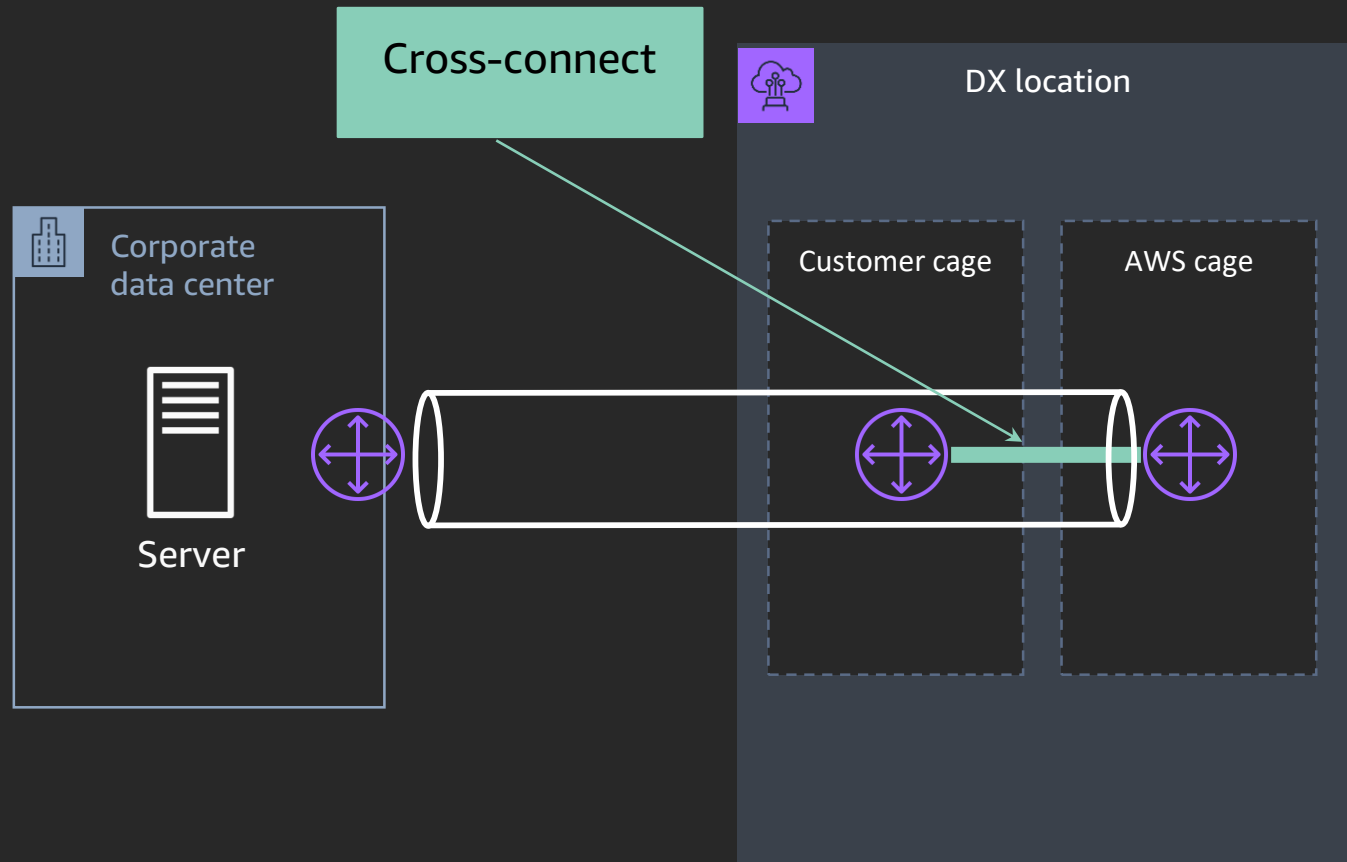 Cross-connect
DX location
Corporate
data center
Customer cage
AWS cage
Server